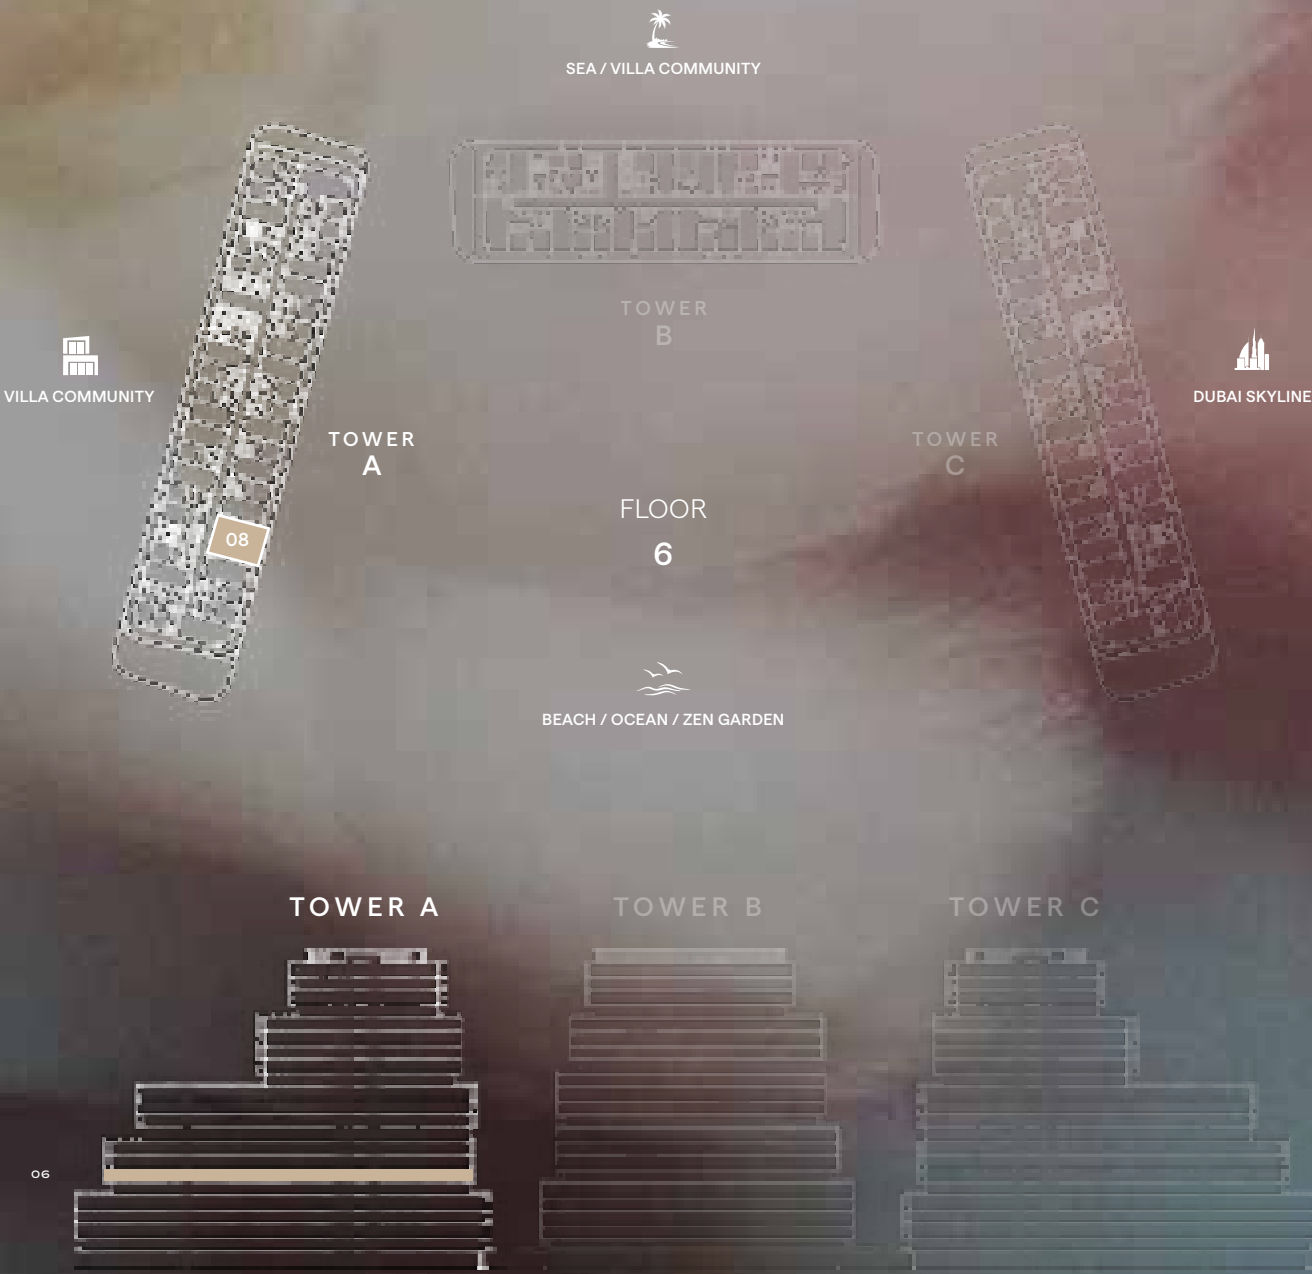 SEA / VILLA COMMUNITY
TOWER
B
VILLA COMMUNITY
DUBAI SKYLINE
TOWER
A
TOWER
C
FLOOR
6
08
BEACH / OCEAN / ZEN GARDEN
TOWER A
TOWER B
TOWER C
06